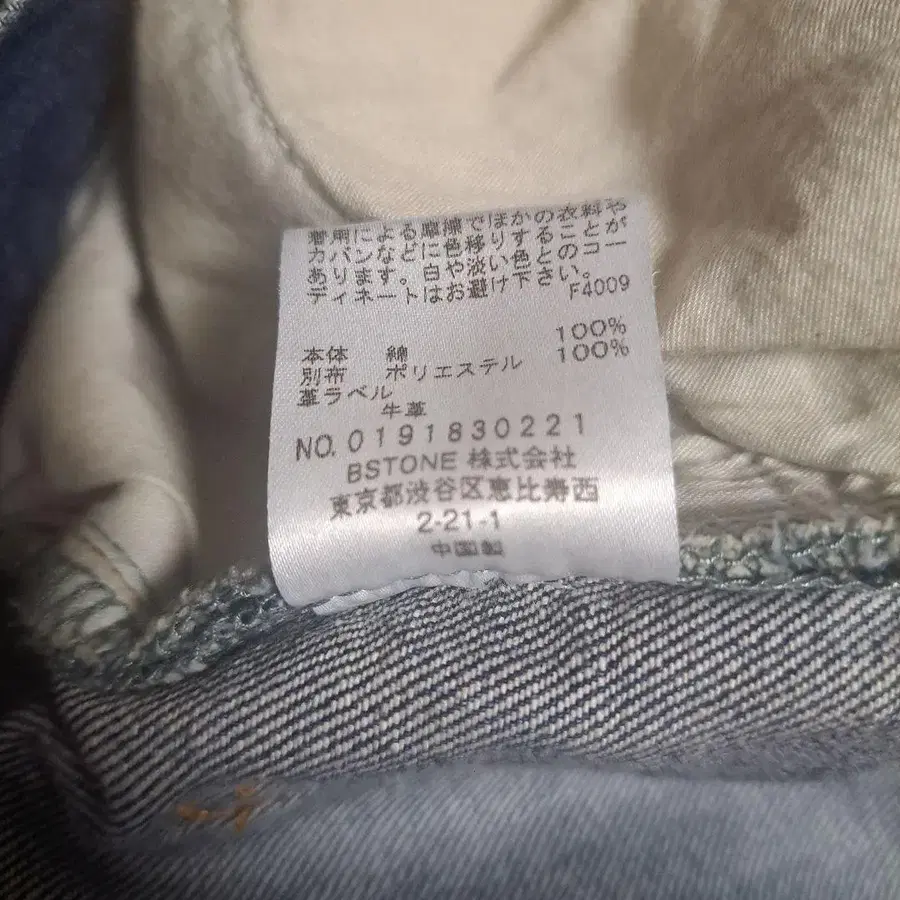 着用による摩擦でほかの衣料や
カバンなどに色移りすることが
あります。白や淡い色とのコー
ディネートはお避け下さい。
F4009
本体 綿 100%
別布 ポリエステル 100%
革ラベル
牛革
NO. 0191830221
BSTONE 株式会社
東京都渋谷区恵比寿西
2-21-1
中国製